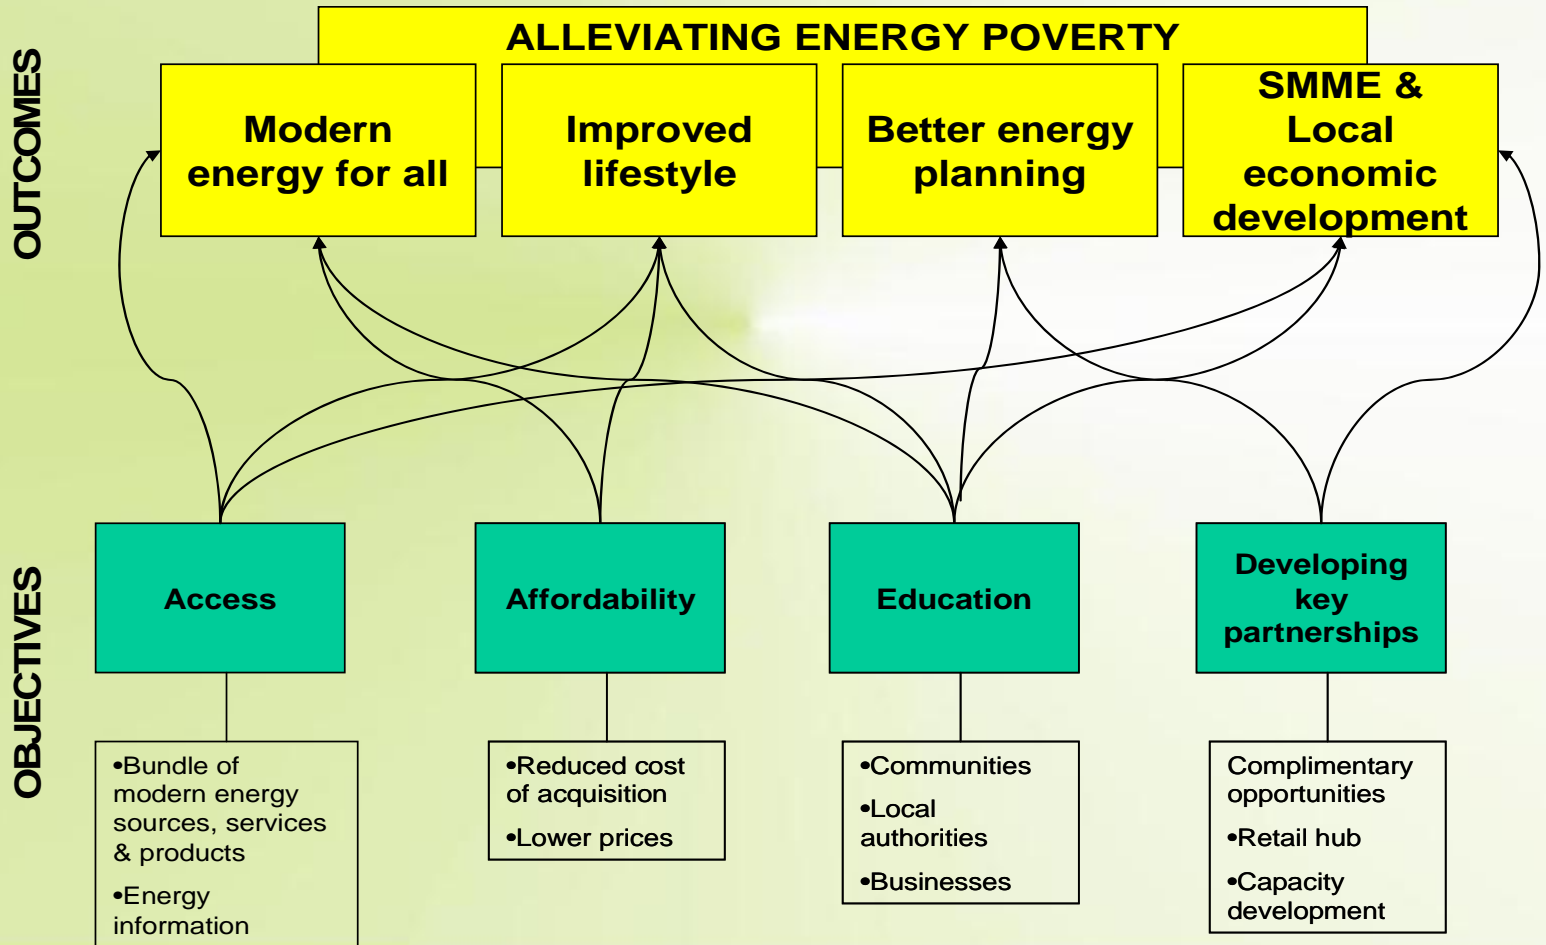 OUTCOMES
ALLEVIATING ENERGY POVERTY
Modern
energy for all
Improved
lifestyle
Better energy
planning
SMME &
Local
economic
development
OBJECTIVES
Access
Affordability
Education
Developing
key
partnerships
•Bundle of
modern energy
sources, services
& products
•Energy
information
•Reduced cost
of acquisition
•Lower prices
•Communities
•Local
authorities
•Businesses
Complimentary
opportunities
•Retail hub
•Capacity
development